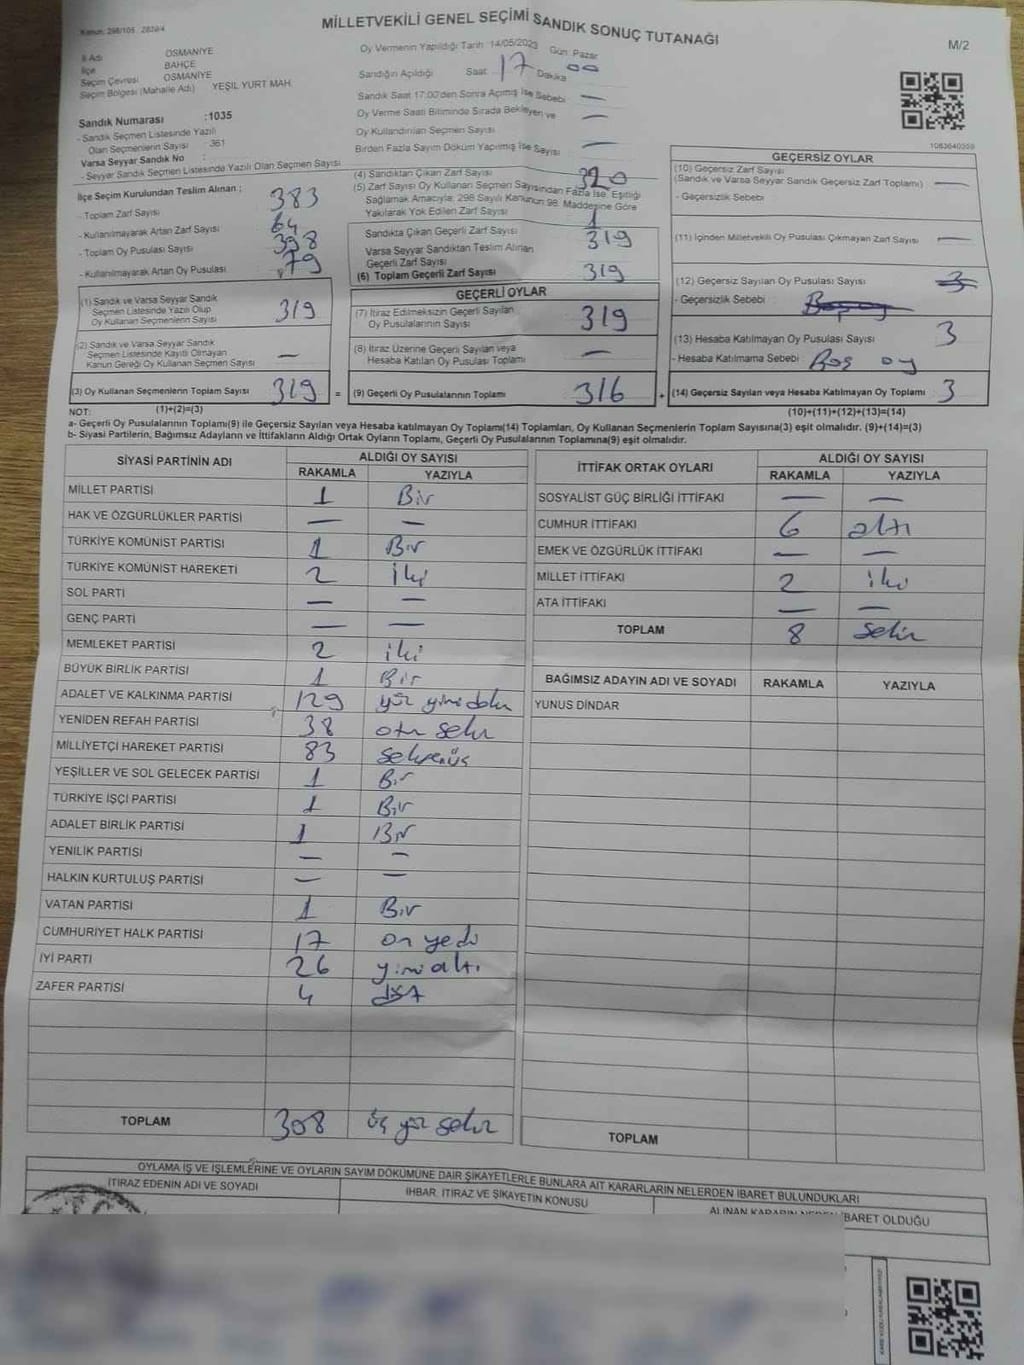 Kanun: 298/105
MİLLETVEKİLİ GENEL SEÇİMİ SANDIK SONUÇ TUTANAĞI
M/2
İl Adı OSMANİYE
İlçe BAHÇE
Seçim Çevresi OSMANİYE
Seçim Bölgesi (Mahalle Adı) YEŞİL YURT MAH.
Sandık Numarası :1035
- Sandık Seçmen Listesinde Yazılı
Olan Seçmenlerin Sayısı : 361
Varsa Seyyar Sandık No :
- Seyyar Sandık Seçmen Listesinde Yazılı Olan Seçmen Sayısı
Oy Vermenin Yapıldığı Tarih :14/05/2023 Gün: Pazar
Sandığın Açıldığı Saat: 17 Dakika 00
Sandık Saat 17:00'den Sonra Açılmış İse Sebebi —
Oy Verme Saati Bitiminde Sırada Bekleyen ve —
Oy Kullandırılan Seçmen Sayısı
Birden Fazla Sayım Döküm Yapılmış İse Sayısı —
İlçe Seçim Kurulundan Teslim Alınan ;
- Toplam Zarf Sayısı 383
- Kullanılmayarak Artan Zarf Sayısı 64
- Toplam Oy Pusulası Sayısı 398
- Kullanılmayarak Artan Oy Pusulası 79
(4) Sandıktan Çıkan Zarf Sayısı 320
(5) Zarf Sayısı Oy Kullanan Seçmen Sayısından Fazla İse, Eşitliği
Sağlamak Amacıyla, 298 Sayılı Kanunun 98. Maddesine Göre
Yakılarak Yok Edilen Zarf Sayısı 1
Sandıkta Çıkan Geçerli Zarf Sayısı 319
Varsa Seyyar Sandıktan Teslim Alınan
Geçerli Zarf Sayısı
(6) Toplam Geçerli Zarf Sayısı 319
GEÇERSİZ OYLAR
(10) Geçersiz Zarf Sayısı
(Sandık ve Varsa Seyyar Sandık Geçersiz Zarf Toplamı) —
- Geçersizlik Sebebi
(11) İçinden Milletvekili Oy Pusulası Çıkmayan Zarf Sayısı —
(12) Geçersiz Sayılan Oy Pusulası Sayısı
- Geçersizlik Sebebi
(13) Hesaba Katılmayan Oy Pusulası Sayısı 3
- Hesaba Katılmama Sebebi Boş oy
(14) Geçersiz Sayılan veya Hesaba Katılmayan Oy Toplamı 3
(10)+(11)+(12)+(13)=(14)
(1) Sandık ve Varsa Seyyar Sandık
Seçmen Listesinde Yazılı Olup
Oy Kullanan Seçmenlerin Sayısı 319
(2) Sandık ve Varsa Seyyar Sandık
Seçmen Listesinde Kayıtlı Olmayan
Kanun Gereği Oy Kullanan Seçmen Sayısı —
(3) Oy Kullanan Seçmenlerin Toplam Sayısı 319 =
(1)+(2)=(3)
GEÇERLİ OYLAR
(7) İtiraz Edilmeksizin Geçerli Sayılan
Oy Pusulalarının Sayısı 319
(8) İtiraz Üzerine Geçerli Sayılan veya
Hesaba Katılan Oy Pusulası Toplamı —
(9) Geçerli Oy Pusulalarının Toplamı 316 +
NOT:
a- Geçerli Oy Pusulalarının Toplamı(9) ile Geçersiz Sayılan veya Hesaba katılmayan Oy Toplamı(14) Toplamları, Oy Kullanan Seçmenlerin Toplam Sayısına(3) eşit olmalıdır. (9)+(14)=(3)
b- Siyasi Partilerin, Bağımsız Adayların ve İttifakların Aldığı Ortak Oyların Toplamı, Geçerli Oy Pusulalarının Toplamına(9) eşit olmalıdır.
SİYASİ PARTİNİN ADI ALDIĞI OY SAYISI
RAKAMLA YAZIYLA
MİLLET PARTİSİ 1 Bir
HAK VE ÖZGÜRLÜKLER PARTİSİ — —
TÜRKİYE KOMÜNİST PARTİSİ 1 Bir
TÜRKİYE KOMÜNİST HAREKETİ 2 iki
SOL PARTİ — —
GENÇ PARTİ — —
MEMLEKET PARTİSİ 2 iki
BÜYÜK BİRLİK PARTİSİ 1 Bir
ADALET VE KALKINMA PARTİSİ 129 yüz yirmi dokuz
YENİDEN REFAH PARTİSİ 38 otuz sekiz
MİLLİYETÇİ HAREKET PARTİSİ 83 seksenüç
YEŞİLLER VE SOL GELECEK PARTİSİ 1 Bir
TÜRKİYE İŞÇİ PARTİSİ 1 Bir
ADALET BİRLİK PARTİSİ 1 Bir
YENİLİK PARTİSİ — —
HALKIN KURTULUŞ PARTİSİ — —
VATAN PARTİSİ 1 Bir
CUMHURİYET HALK PARTİSİ 17 on yedi
İYİ PARTİ 26 yirmi altı
ZAFER PARTİSİ 4
TOPLAM 308 üç yüz sekiz
İTTİFAK ORTAK OYLARI ALDIĞI OY SAYISI
RAKAMLA YAZIYLA
SOSYALİST GÜÇ BİRLİĞİ İTTİFAKI — —
CUMHUR İTTİFAKI 6 altı
EMEK VE ÖZGÜRLÜK İTTİFAKI — —
MİLLET İTTİFAKI 2 iki
ATA İTTİFAKI — —
TOPLAM 8 sekiz
BAĞIMSIZ ADAYIN ADI VE SOYADI RAKAMLA YAZIYLA
YUNUS DİNDAR
TOPLAM
OYLAMA İŞ VE İŞLEMLERİNE VE OYLARIN SAYIM DÖKÜMÜNE DAİR ŞİKAYETLERLE BUNLARA AİT KARARLARIN NELERDEN İBARET BULUNDUKLARI
İTİRAZ EDENİN ADI VE SOYADI İHBAR, İTİRAZ VE ŞİKAYETİN KONUSU ALINAN KARARIN NEDEN İBARET OLDUĞU